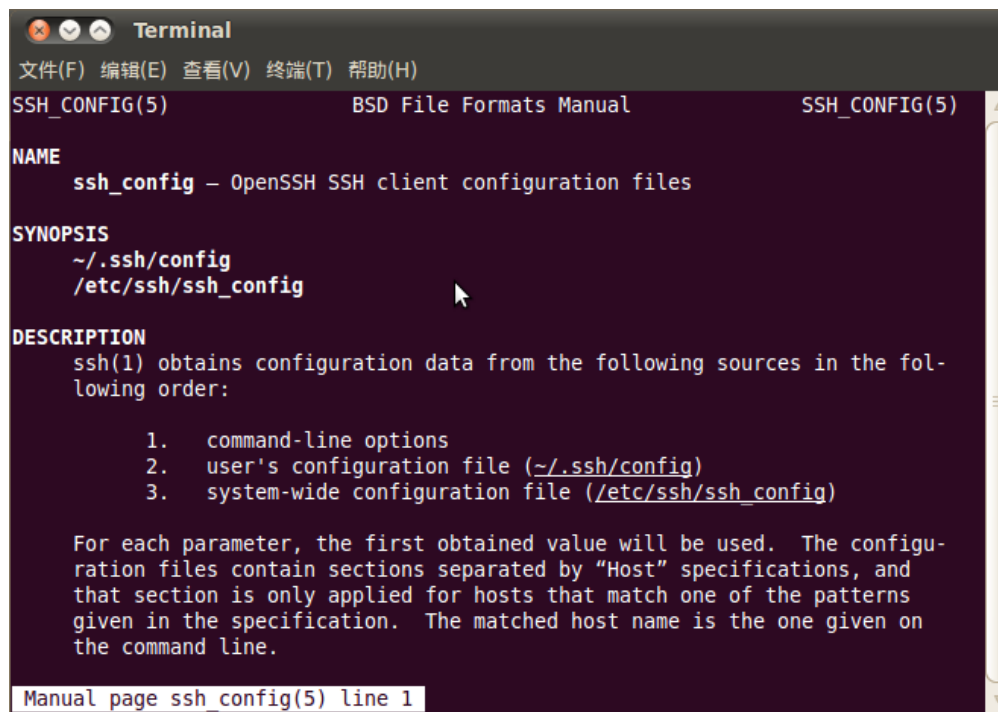 Terminal
文件(F) 编辑(E) 查看(V) 终端(T) 帮助(H)
SSH_CONFIG(5) BSD File Formats Manual SSH_CONFIG(5)
NAME
ssh_config — OpenSSH SSH client configuration files
SYNOPSIS
~/.ssh/config
/etc/ssh/ssh_config
DESCRIPTION
ssh(1) obtains configuration data from the following sources in the fol-
lowing order:
1. command-line options
2. user's configuration file (~/.ssh/config)
3. system-wide configuration file (/etc/ssh/ssh_config)
For each parameter, the first obtained value will be used. The configu-
ration files contain sections separated by “Host” specifications, and
that section is only applied for hosts that match one of the patterns
given in the specification. The matched host name is the one given on
the command line.
Manual page ssh_config(5) line 1